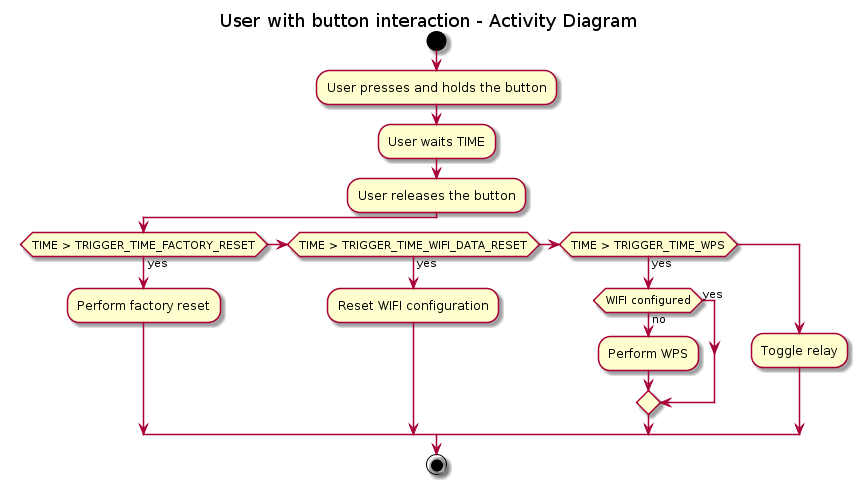 User with button interaction - Activity Diagram
User presses and holds the button
User waits TIME
User releases the button
TIME > TRIGGER_TIME_FACTORY_RESET
TIME > TRIGGER_TIME_WIFI_DATA_RESET
TIME > TRIGGER_TIME_WPS
yes
yes
yes
Perform factory reset
Reset WIFI configuration
WIFI configured
yes
no
Perform WPS
Toggle relay